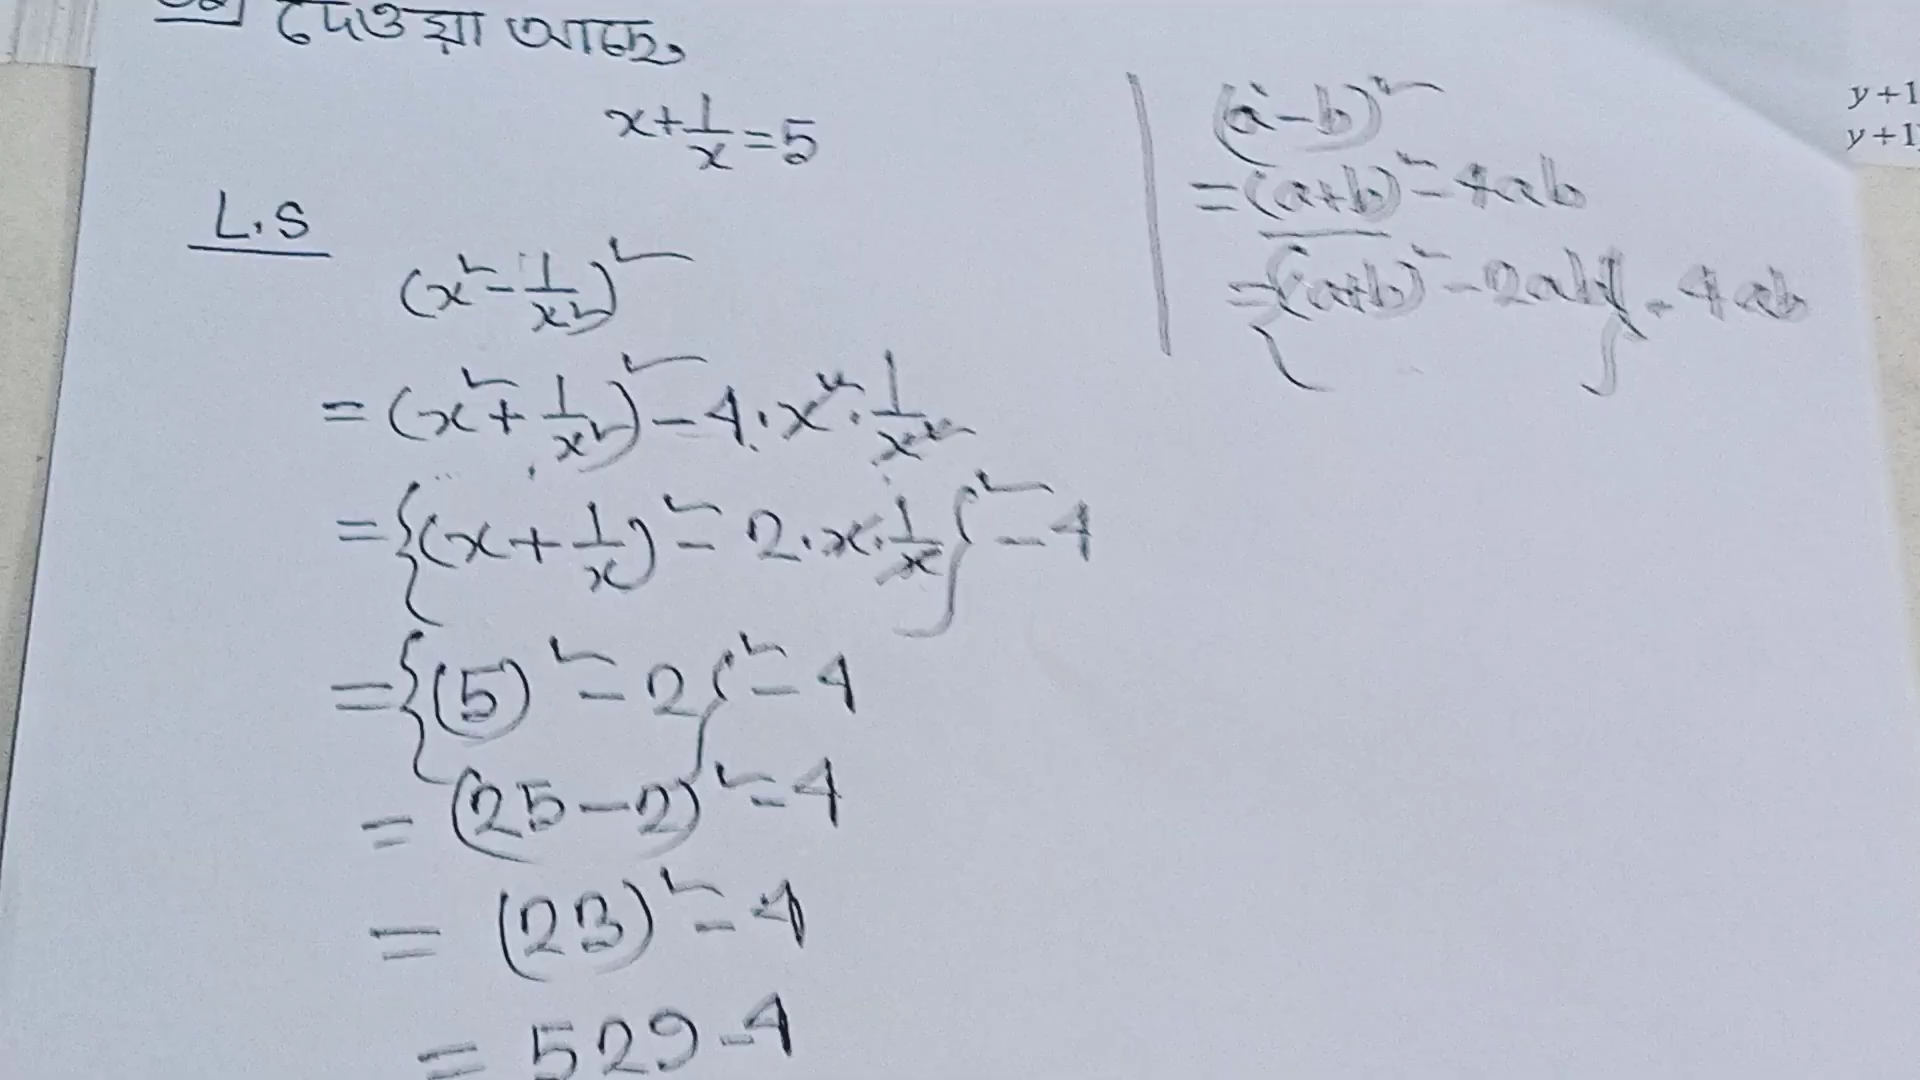 দেওয়া আছে,
x + 1/x = 5
L.S
(x² - 1/x²)²
= (x² + 1/x²)² - 4 · x² · 1/x²
= {(x + 1/x)² - 2 · x · 1/x}² - 4
= {(5)² - 2}² - 4
= (25 - 2)² - 4
= (23)² - 4
= 529 - 4
(a - b)²
= (a+b)² - 4ab
= {(a+b)² - 2ab} - 4ab
y + 1
y + 1